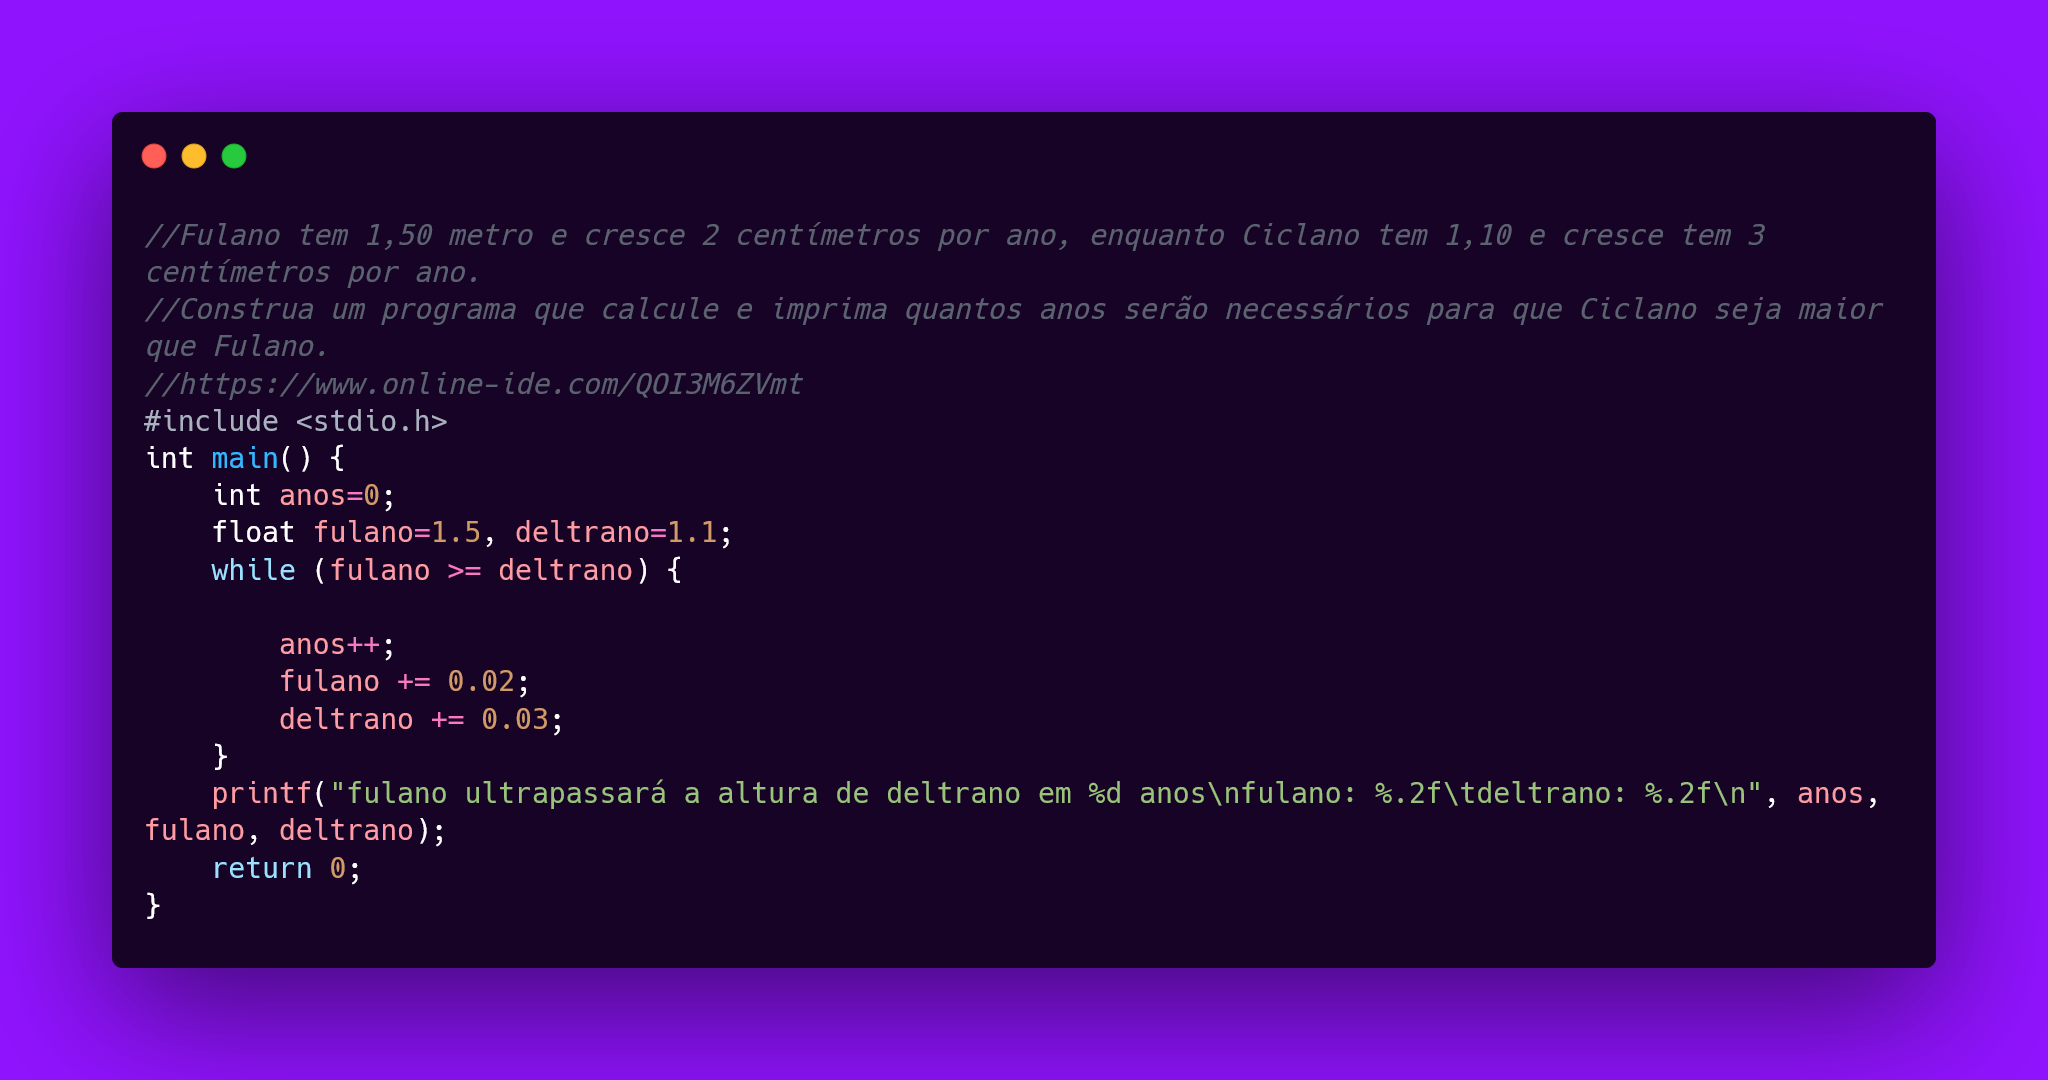 //Fulano tem 1,50 metro e cresce 2 centímetros por ano, enquanto Ciclano tem 1,10 e cresce tem 3
centímetros por ano.
//Construa um programa que calcule e imprima quantos anos serão necessários para que Ciclano seja maior
que Fulano.
//https://www.online-ide.com/QOI3M6ZVmt
#include <stdio.h>
int main() {
    int anos=0;
    float fulano=1.5, deltrano=1.1;
    while (fulano >= deltrano) {

        anos++;
        fulano += 0.02;
        deltrano += 0.03;
    }
    printf("fulano ultrapassará a altura de deltrano em %d anos\nfulano: %.2f\tdeltrano: %.2f\n", anos,
fulano, deltrano);
    return 0;
}